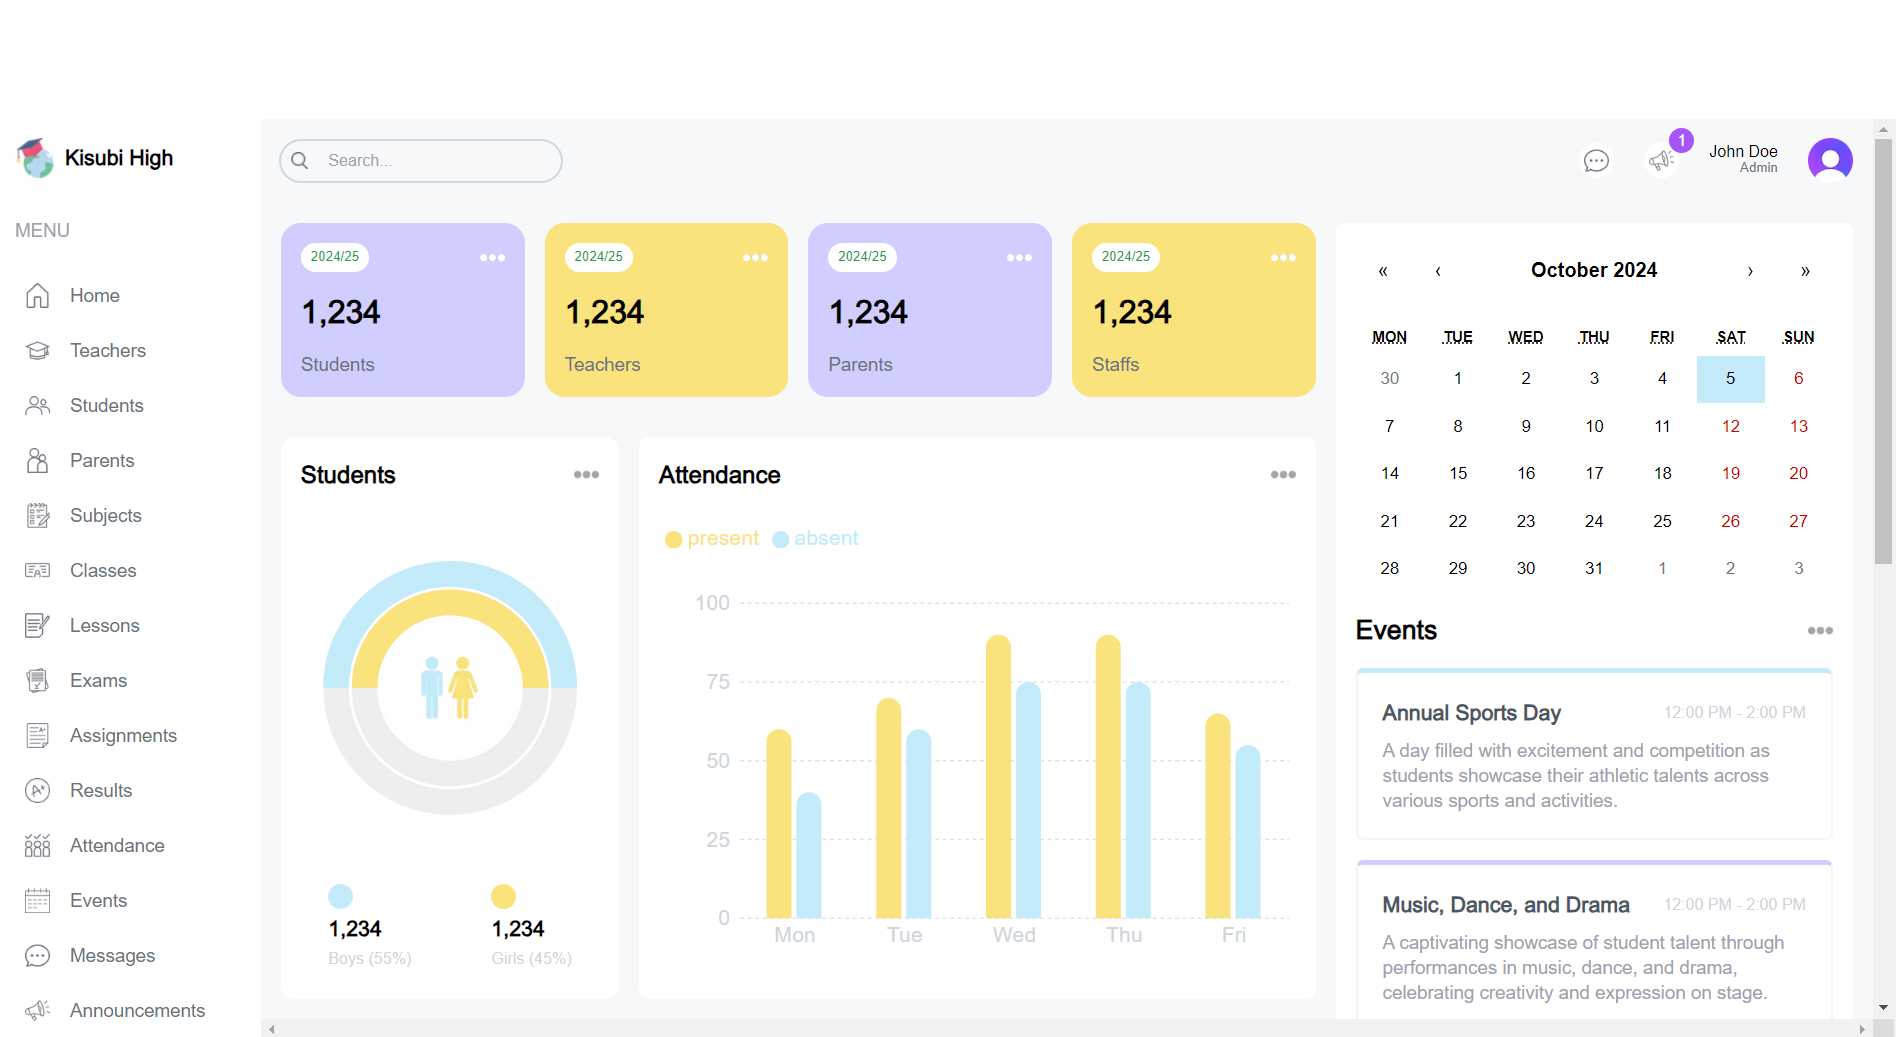 Kisubi High
MENU
Home
Teachers
Students
Parents
Subjects
Classes
Lessons
Exams
Assignments
Results
Attendance
Events
Messages
Announcements
Search...
1
John Doe
Admin
2024/25
1,234
Students
2024/25
1,234
Teachers
2024/25
1,234
Parents
2024/25
1,234
Staffs
Students
1,234
Boys (55%)
1,234
Girls (45%)
Attendance
present absent
100
75
50
25
0
Mon Tue Wed Thu Fri
« ‹ October 2024 › »
MON TUE WED THU FRI SAT SUN
30 1 2 3 4 5 6
7 8 9 10 11 12 13
14 15 16 17 18 19 20
21 22 23 24 25 26 27
28 29 30 31 1 2 3
Events
Annual Sports Day 12:00 PM - 2:00 PM
A day filled with excitement and competition as
students showcase their athletic talents across
various sports and activities.
Music, Dance, and Drama 12:00 PM - 2:00 PM
A captivating showcase of student talent through
performances in music, dance, and drama,
celebrating creativity and expression on stage.